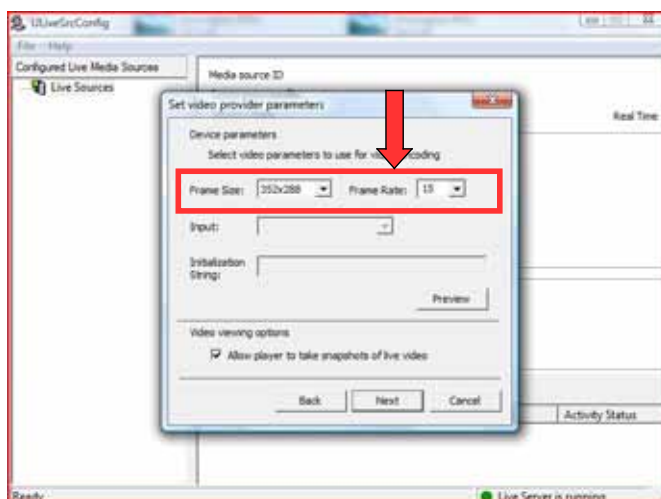 ULiveSrcConfig
File Help
Configured Live Media Sources
Live Sources
Media source ID
Real Time
Set video provider parameters
Device parameters
Select video parameters to use for
Frame Size: 352x288 Frame Rate: 15
Input:
Initialization
String:
Preview
Video viewing options
Allow player to take snapshots of live video
Back Next Cancel
Activity Status
Ready
Live Server is running